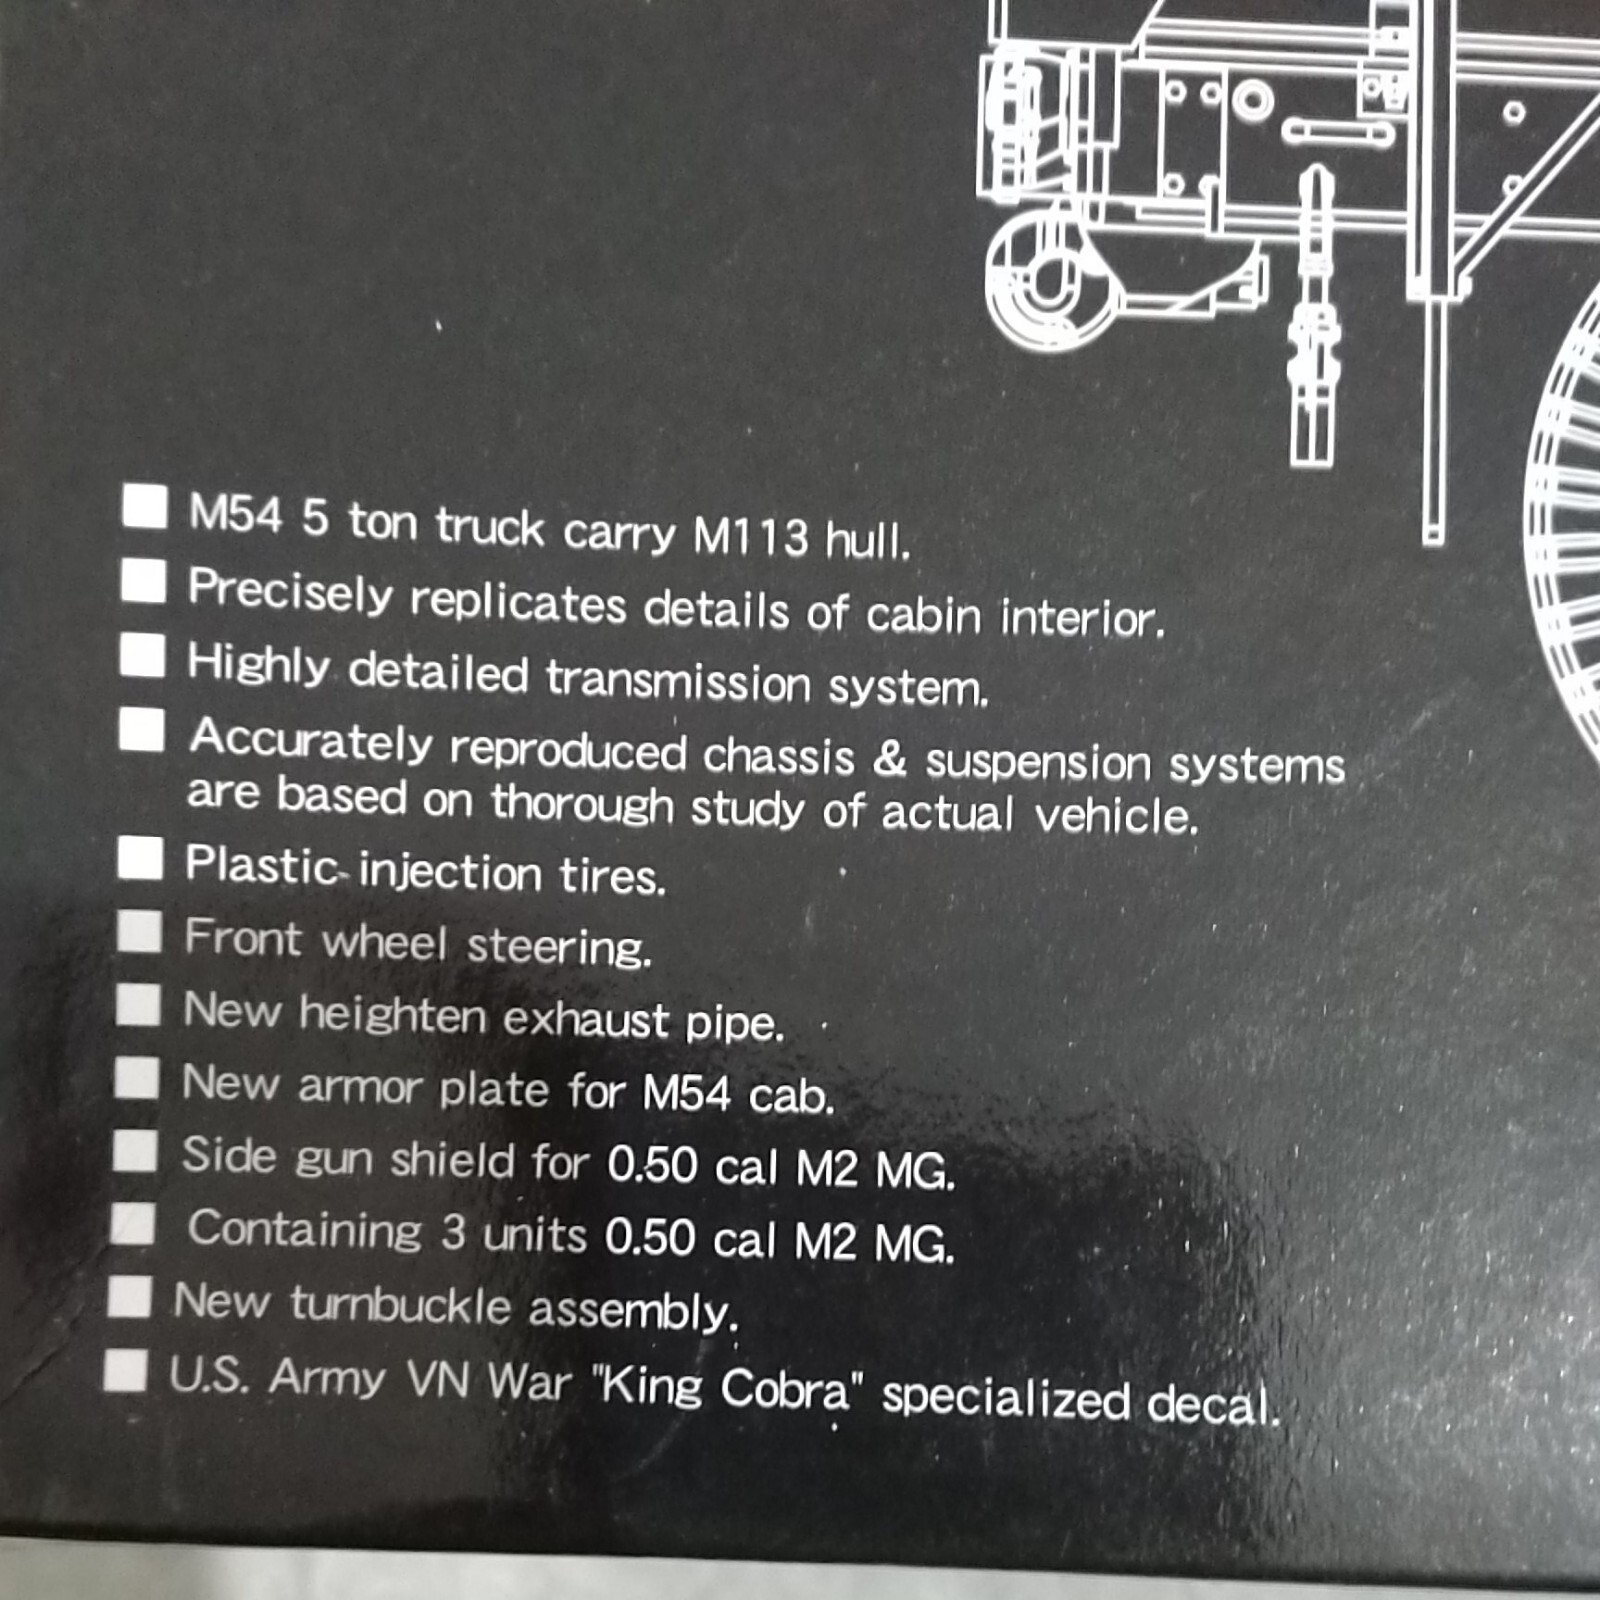 M54 5 ton truck carry M113 hull.
Precisely replicates details of cabin interior.
Highly detailed transmission system.
Accurately reproduced chassis & suspension systems
are based on thorough study of actual vehicle.
Plastic injection tires.
Front wheel steering.
New heighten exhaust pipe.
New armor plate for M54 cab.
Side gun shield for 0.50 cal M2 MG.
Containing 3 units 0.50 cal M2 MG.
New turnbuckle assembly.
U.S. Army VN War "King Cobra" specialized decal.